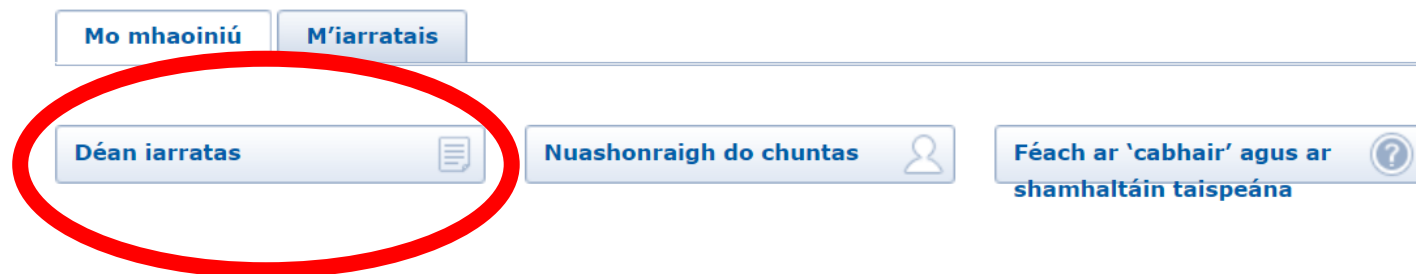 Mo mhaoiniú M’iarratais
Déan iarratas Nuashonraigh do chuntas Féach ar ‘cabhair’ agus ar
shamhaltáin taispeána